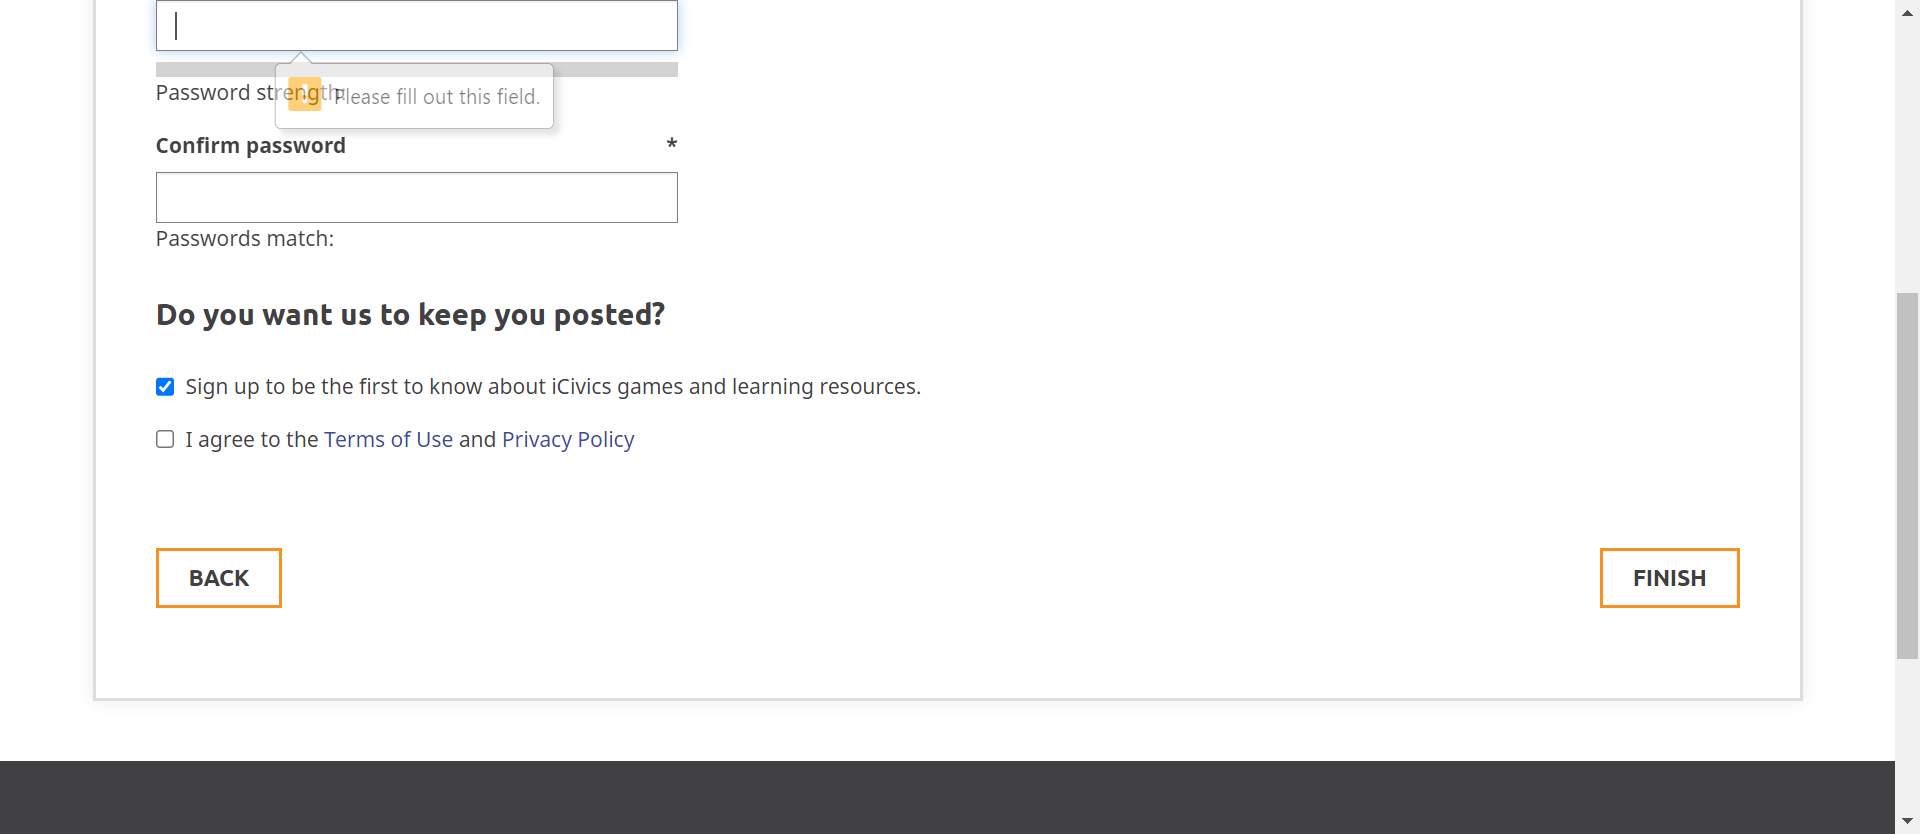 Password strength:
Please fill out this field.
Confirm password *
Passwords match:
Do you want us to keep you posted?
Sign up to be the first to know about iCivics games and learning resources.
I agree to the Terms of Use and Privacy Policy
BACK
FINISH